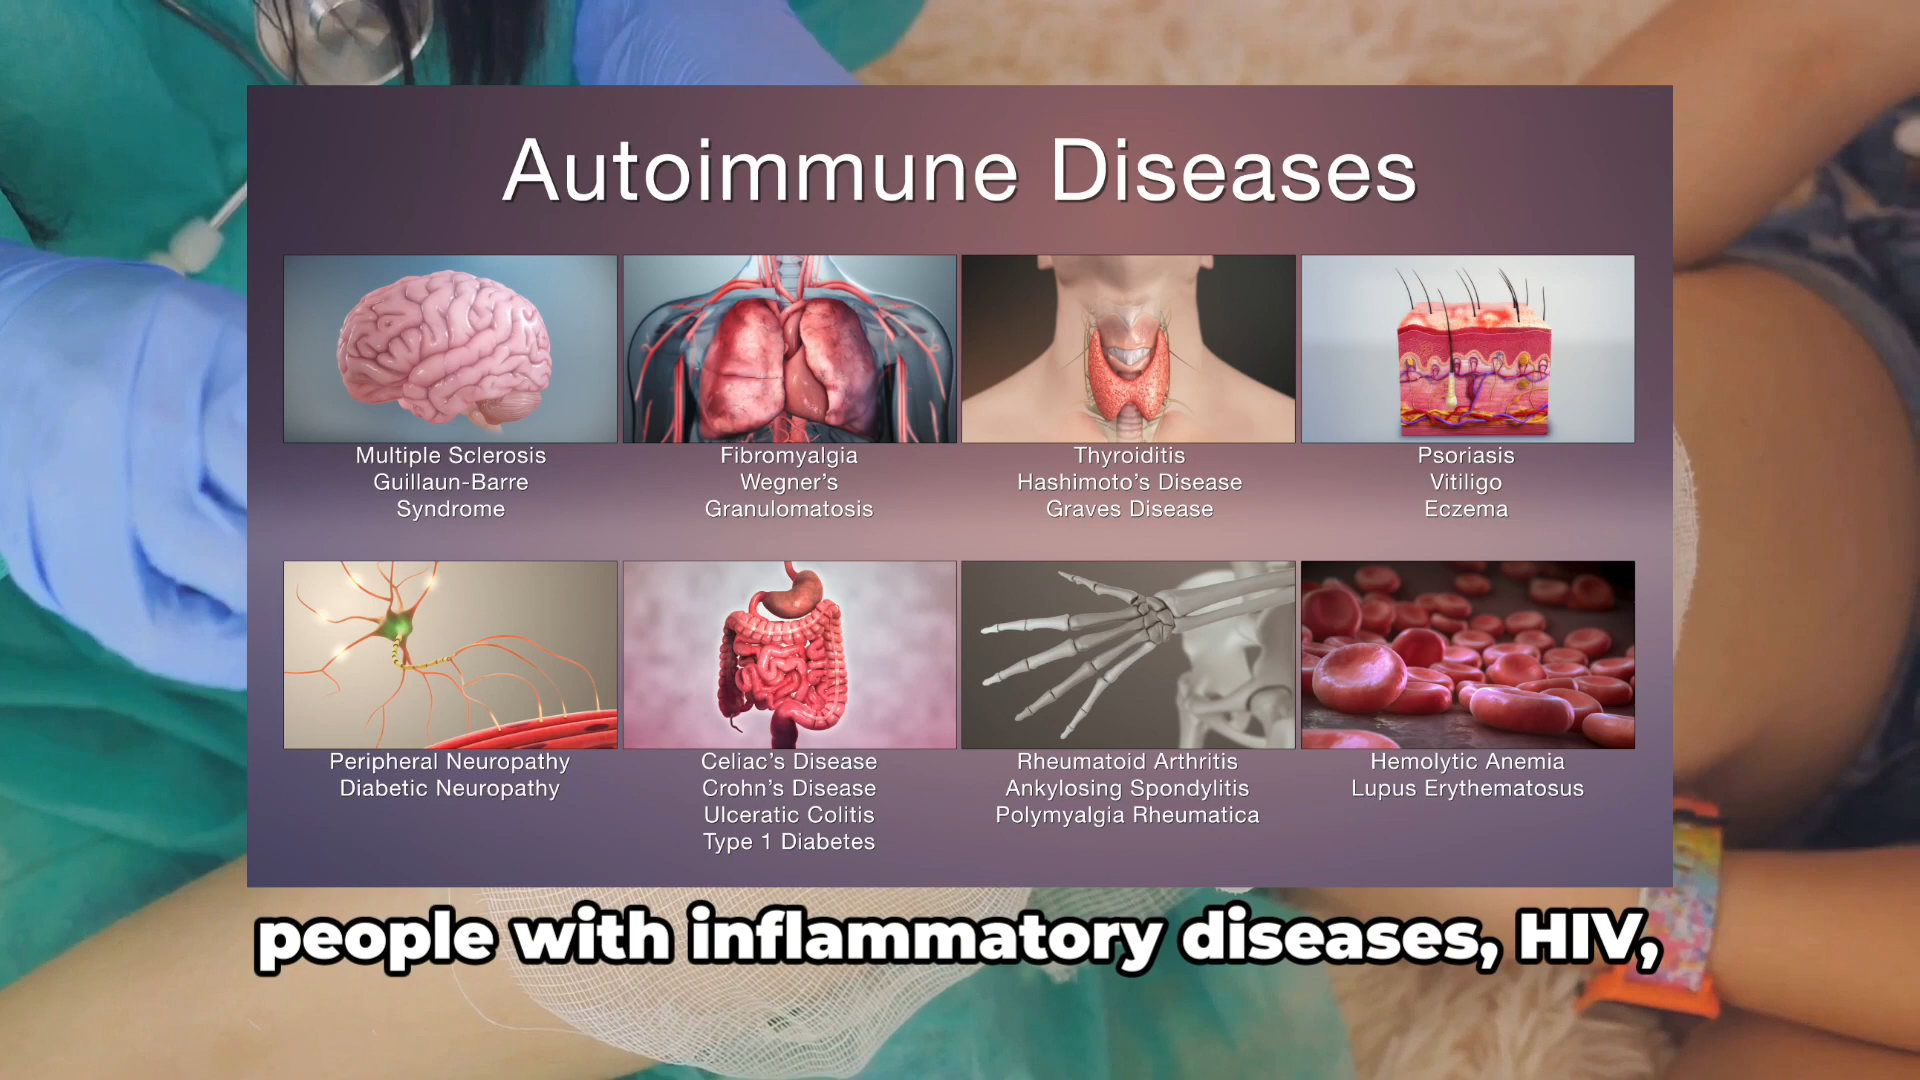 Autoimmune Diseases
Multiple Sclerosis
Guillaun-Barre
Syndrome
Fibromyalgia
Wegner's
Granulomatosis
Thyroiditis
Hashimoto's Disease
Graves Disease
Psoriasis
Vitiligo
Eczema
Peripheral Neuropathy
Diabetic Neuropathy
Celiac's Disease
Crohn's Disease
Ulceratic Colitis
Type 1 Diabetes
Rheumatoid Arthritis
Ankylosing Spondylitis
Polymyalgia Rheumatica
Hemolytic Anemia
Lupus Erythematosus
people with inflammatory diseases, HIV,